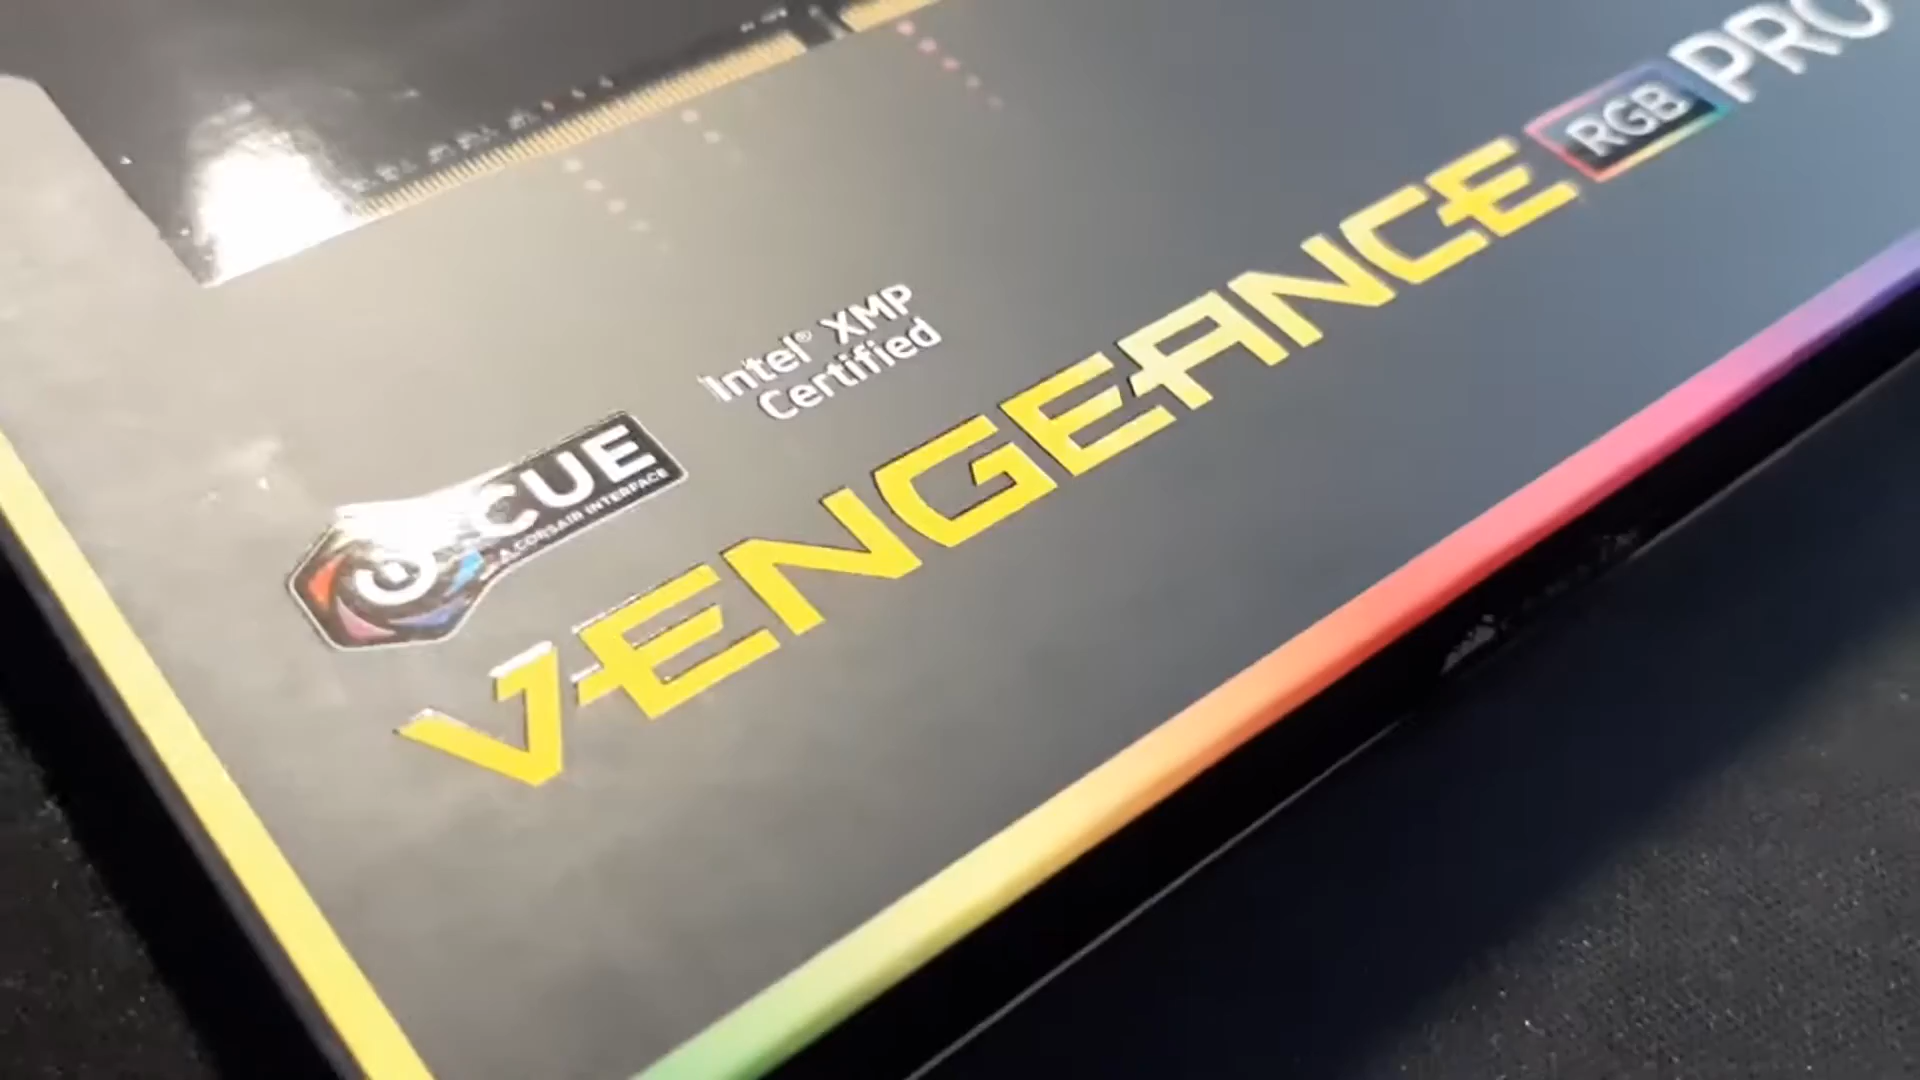 Intel® XMP
Certified
iCUE
A CORSAIR INTERFACE
VENGEANCE RGB PRO